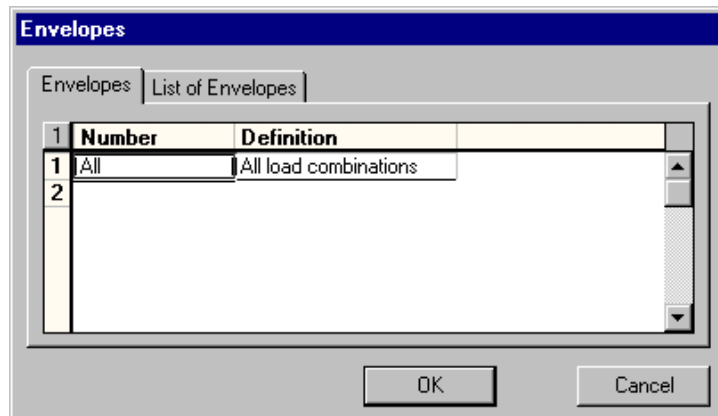 Envelopes
Envelopes List of Envelopes
1 Number Definition
1 All All load combinations
2
OK Cancel